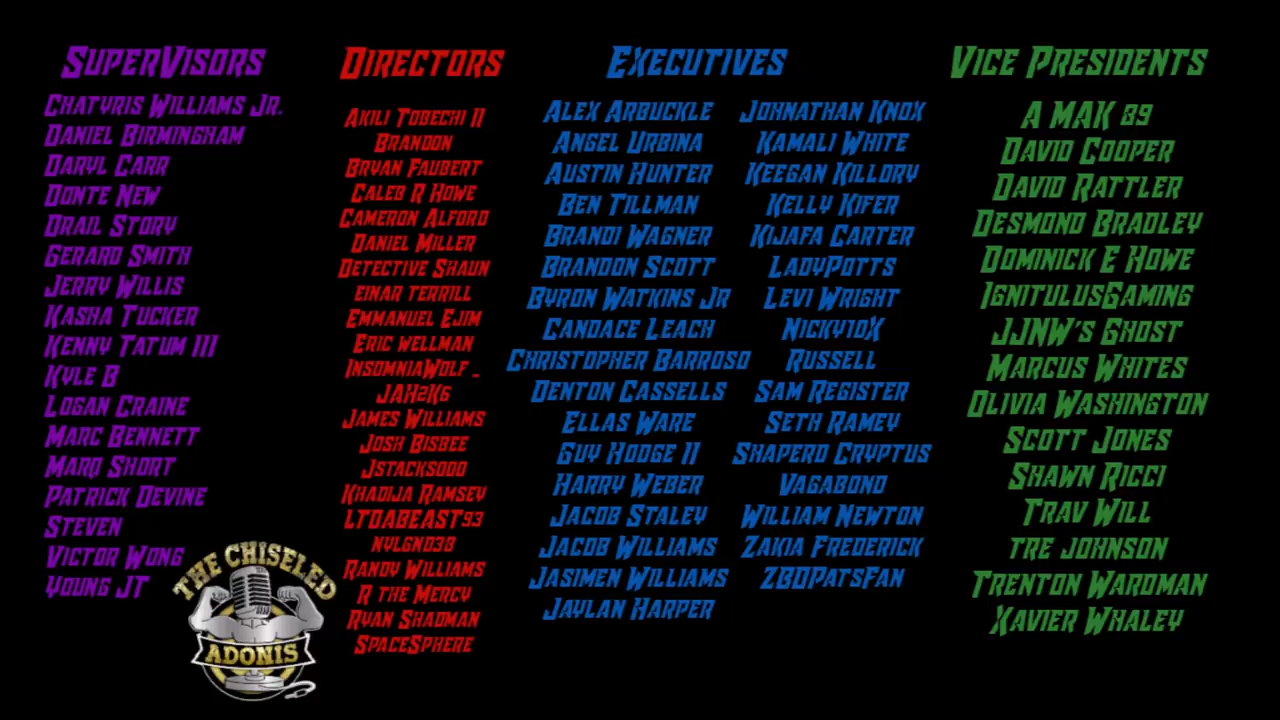 SuperVisors
Chatyris Williams Jr.
Daniel Birmingham
Daryl Carr
Donte New
Drail Story
Gerard Smith
Jerry Willis
Kasha Tucker
Kenny Tatum III
Kyle B
Logan Craine
Marc Bennett
Marq Short
Patrick Devine
Steven
Victor Wong
Young JT
THE CHISELED
ADONIS
Directors
Akili Tobechi II
Brandon
Bryan Faubert
Caleb R Howe
Cameron Alford
Daniel Miller
Detective Shaun
einar terrill
Emmanuel Ejim
Eric wellman
InsomniaWolf _
JAH2K6
James Williams
Josh Bisbee
Jstack5000
Khadija Ramsey
LTDABEAST93
nylgnd38
Randy Williams
R the Mercy
Ryan Shadman
SpaceSphere
Executives
Alex Arbuckle
Angel Urbina
Austin Hunter
Ben Tillman
Brandi Wagner
Brandon Scott
Byron Watkins Jr
Candace Leach
Christopher Barroso
Denton Cassells
Ellas Ware
Guy Hodge II
Harry Weber
Jacob Staley
Jacob Williams
Jasimen Williams
Jaylan Harper
Johnathan Knox
Kamali White
Keegan Killory
Kelly Kifer
Kijafa Carter
LadyPotts
Levi Wright
Nicky10X
Russell
Sam Register
Seth Ramey
Shapero Cryptus
Vagabond
William Newton
Zakia Frederick
ZBDPatsFan
Vice Presidents
A MAK 89
David Cooper
David Rattler
Desmond Bradley
Dominick E Howe
IgnitulusGaming
JJNW's Ghost
Marcus Whites
Olivia Washington
Scott Jones
Shawn Ricci
Trav Will
tre johnson
Trenton Wardman
Xavier Whaley